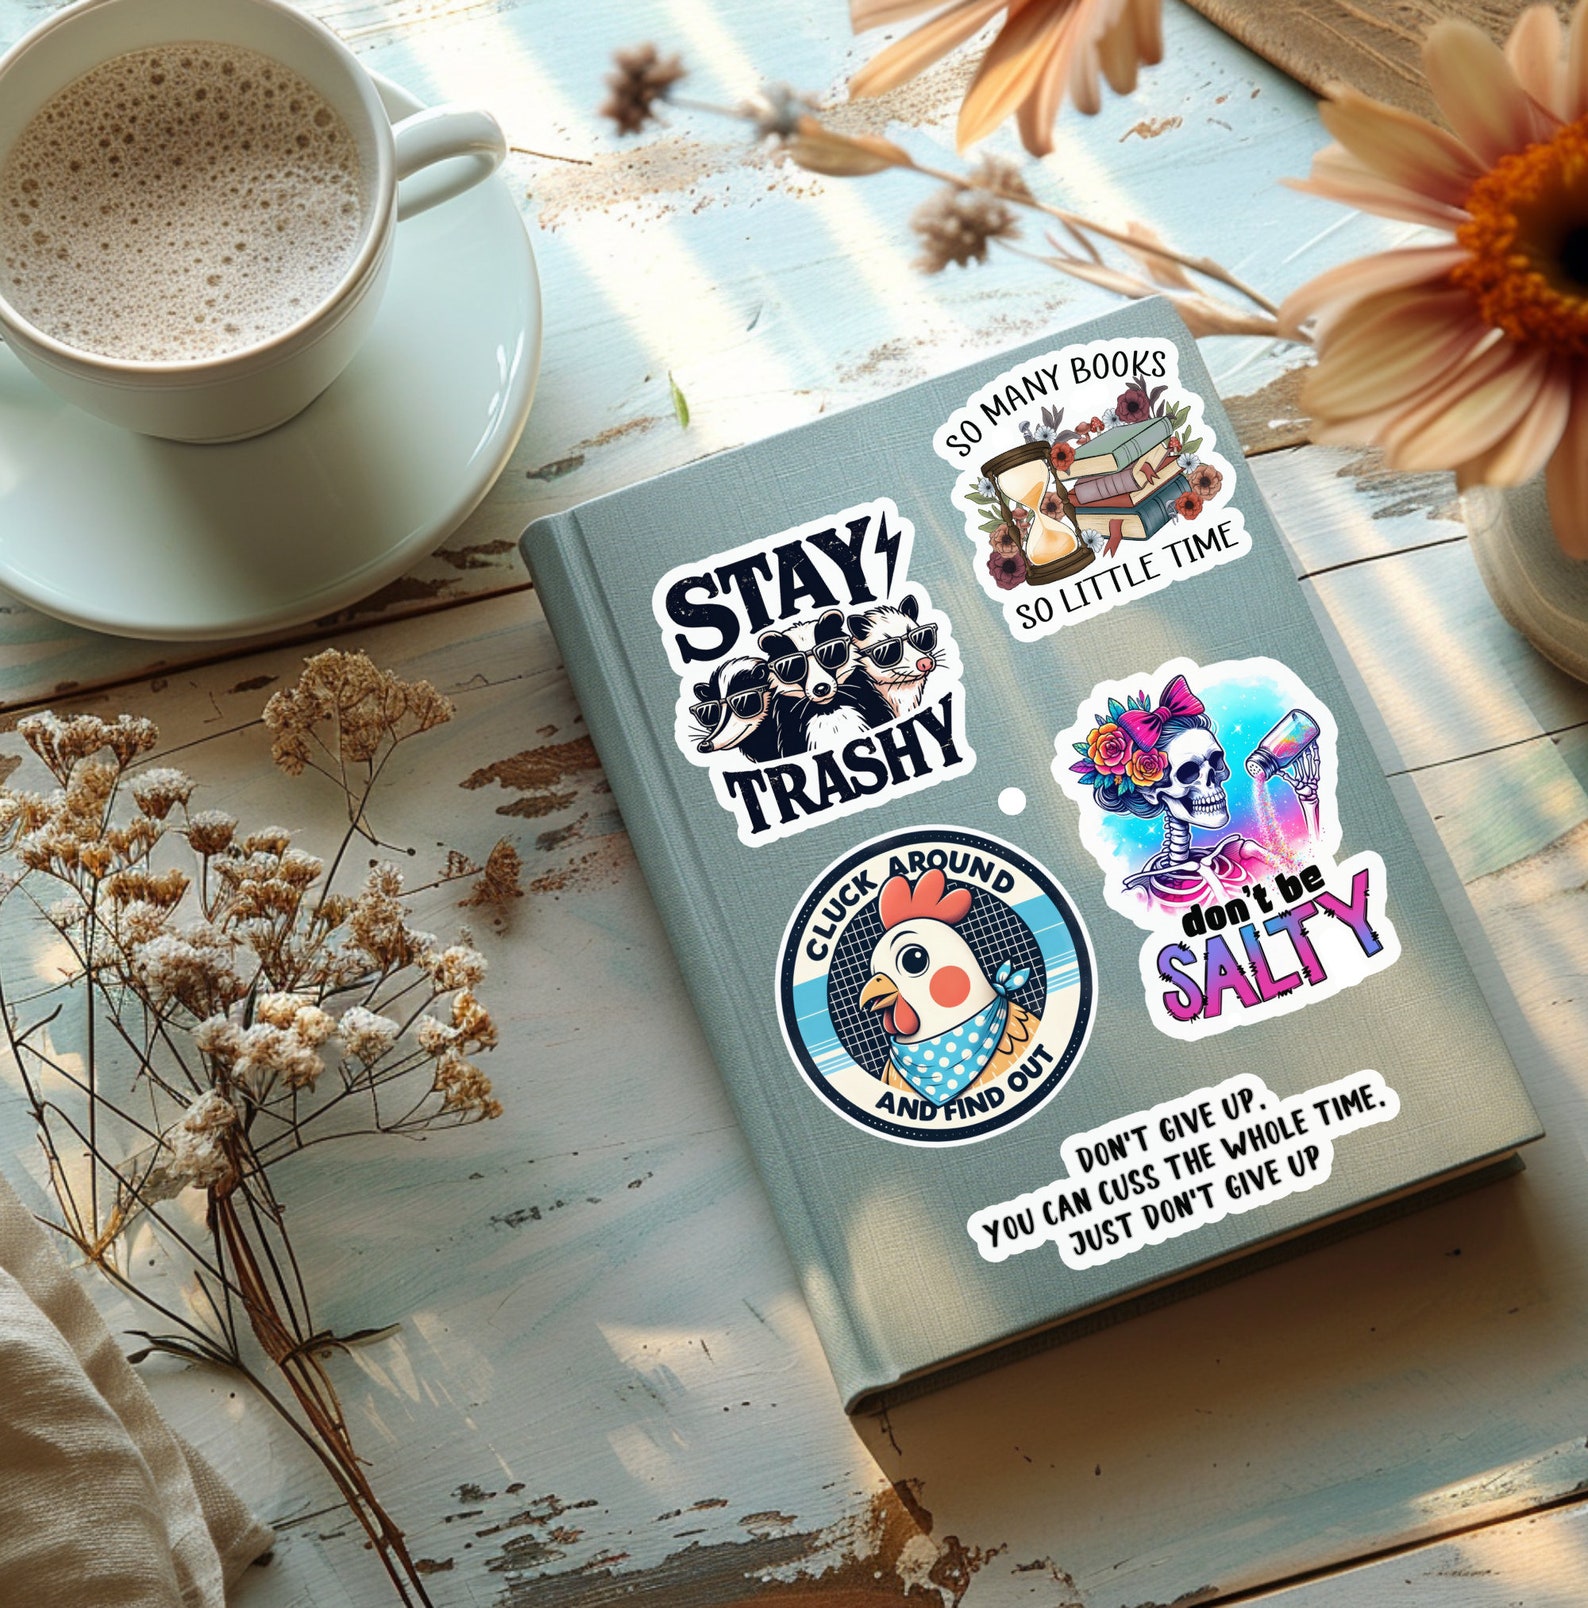 SO MANY BOOKS
SO LITTLE TIME
STAY
TRASHY
don't be
SALTY
CLUCK AROUND
AND FIND OUT
DON'T GIVE UP.
YOU CAN CUSS THE WHOLE TIME.
JUST DON'T GIVE UP